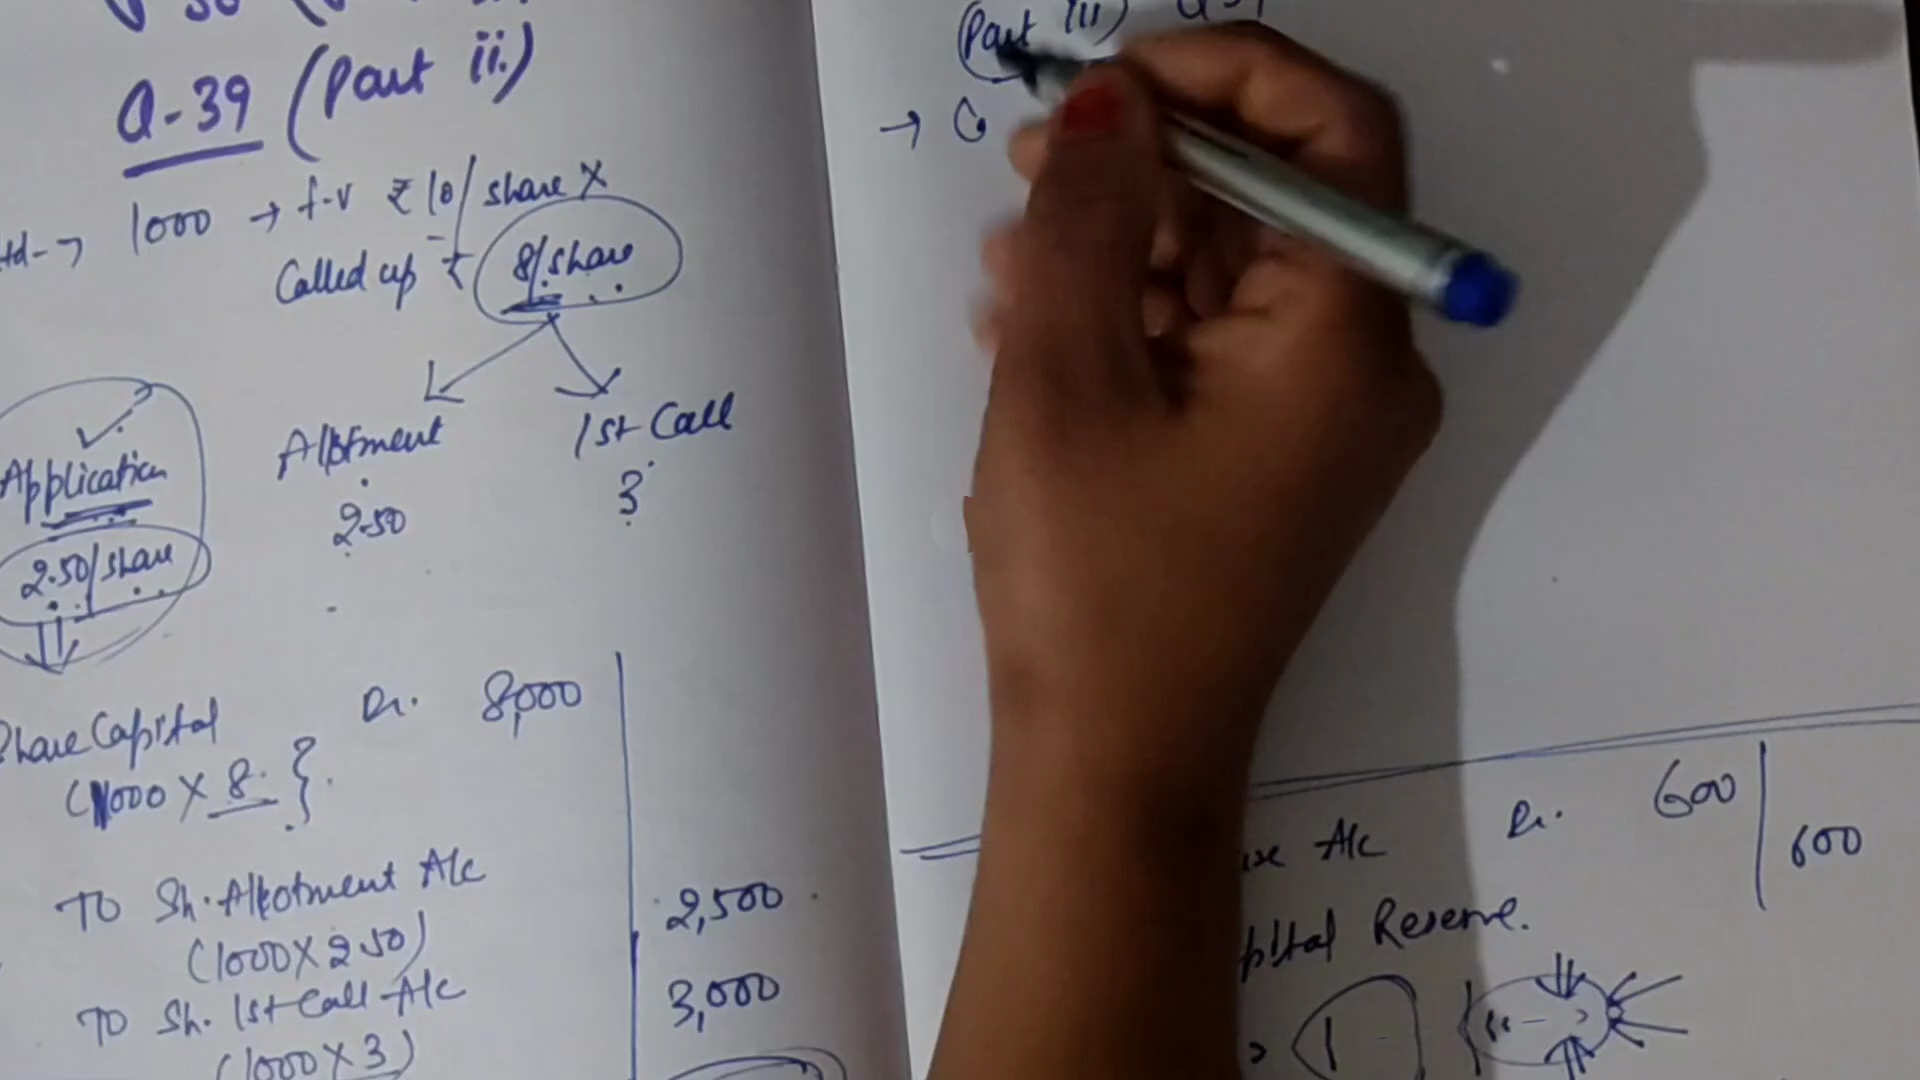 Q-39 (Part ii.)
1000 → f-v ₹ 10/share X
Called up ₹ 8/share
Application
2.50/share
Allotment
2.50
1st Call
3
Share Capital Dr. 8,000
(1000 X 8 }
TO Sh. Allotment A/c 2,500
(1000 X 2.50)
TO Sh. 1st Call A/c 3,000
(1000 X 3)
(Part iii)
A/c Dr. 600
600
Reserve.